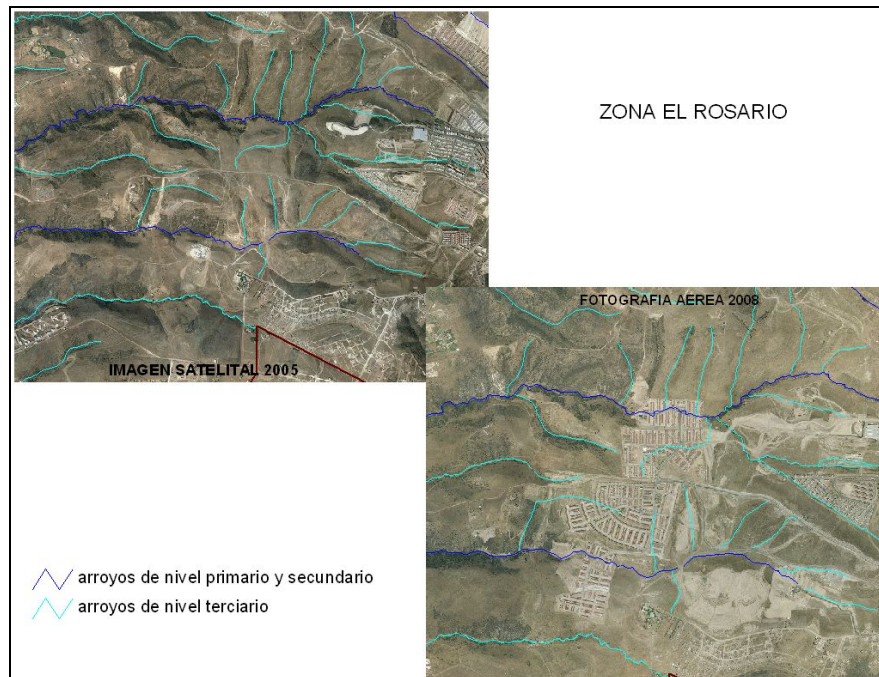 ZONA EL ROSARIO
FOTOGRAFIA AEREA 2008
IMAGEN SATELITAL 2005
arroyos de nivel primario y secundario
arroyos de nivel terciario